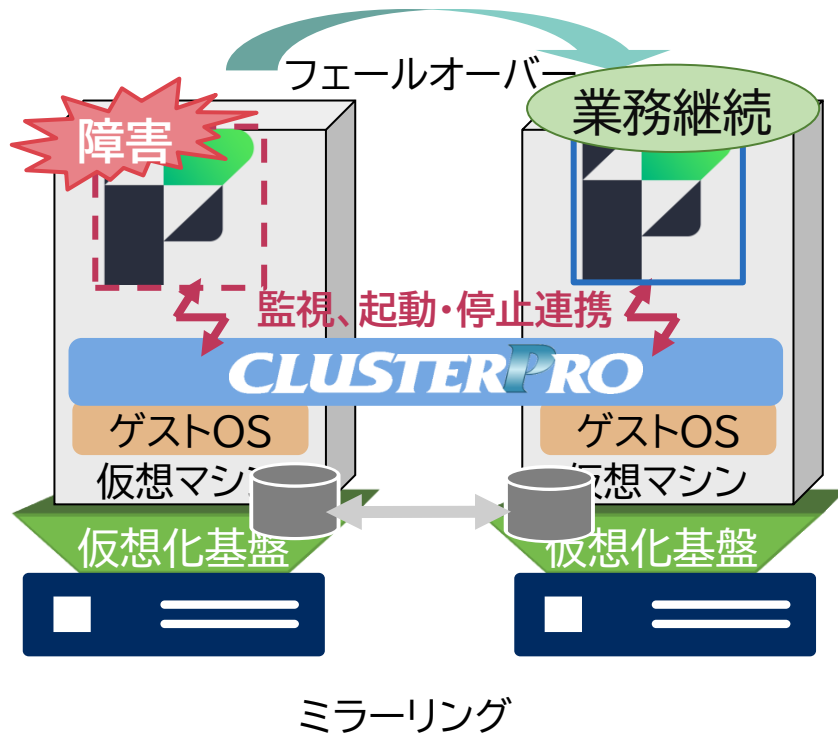 フェールオーバー
障害
業務継続
監視、起動・停止連携
CLUSTERPRO
ゲストOS
ゲストOS
仮想マシン
仮想マシン
仮想化基盤
仮想化基盤
ミラーリング